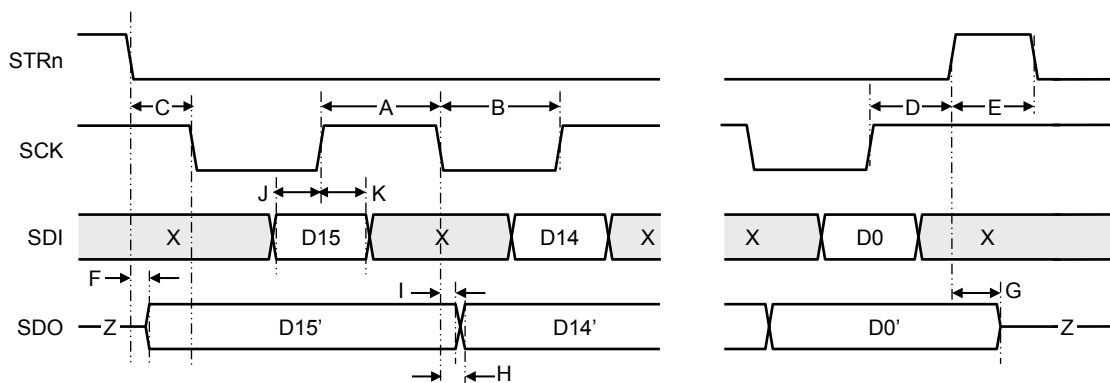 STRn
C
A
B
D
E
SCK
J
K
SDI
X
D15
X
D14
X
X
D0
X
F
I
G
SDO
Z
D15’
D14’
D0’
Z
H